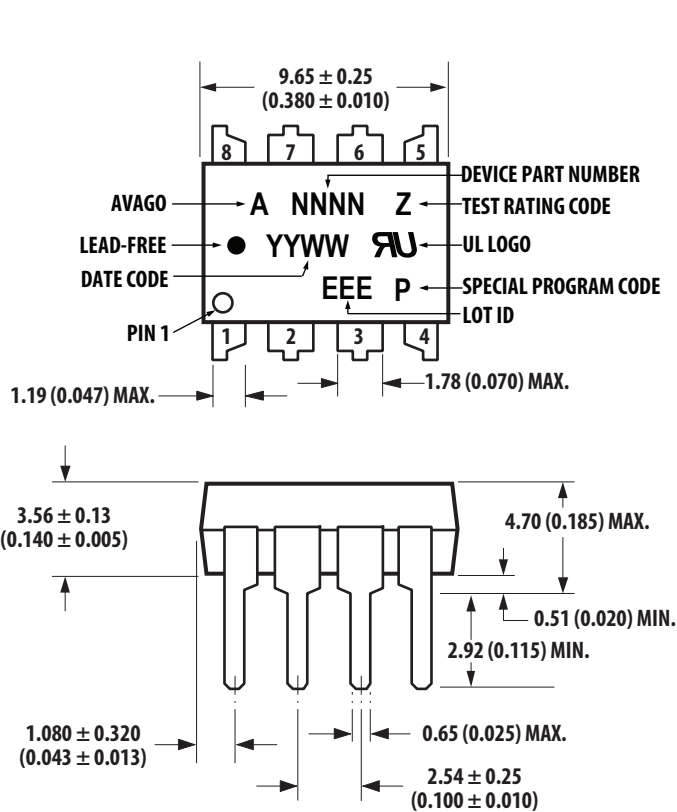 9.65 ± 0.25
(0.380 ± 0.010)
8 7 6 5
DEVICE PART NUMBER
AVAGO A NNNN Z TEST RATING CODE
LEAD-FREE YYWW UR UL LOGO
DATE CODE
EEE P SPECIAL PROGRAM CODE
LOT ID
PIN 1
1 2 3 4
1.19 (0.047) MAX.
1.78 (0.070) MAX.
3.56 ± 0.13
(0.140 ± 0.005)
4.70 (0.185) MAX.
0.51 (0.020) MIN.
2.92 (0.115) MIN.
1.080 ± 0.320
(0.043 ± 0.013)
0.65 (0.025) MAX.
2.54 ± 0.25
(0.100 ± 0.010)